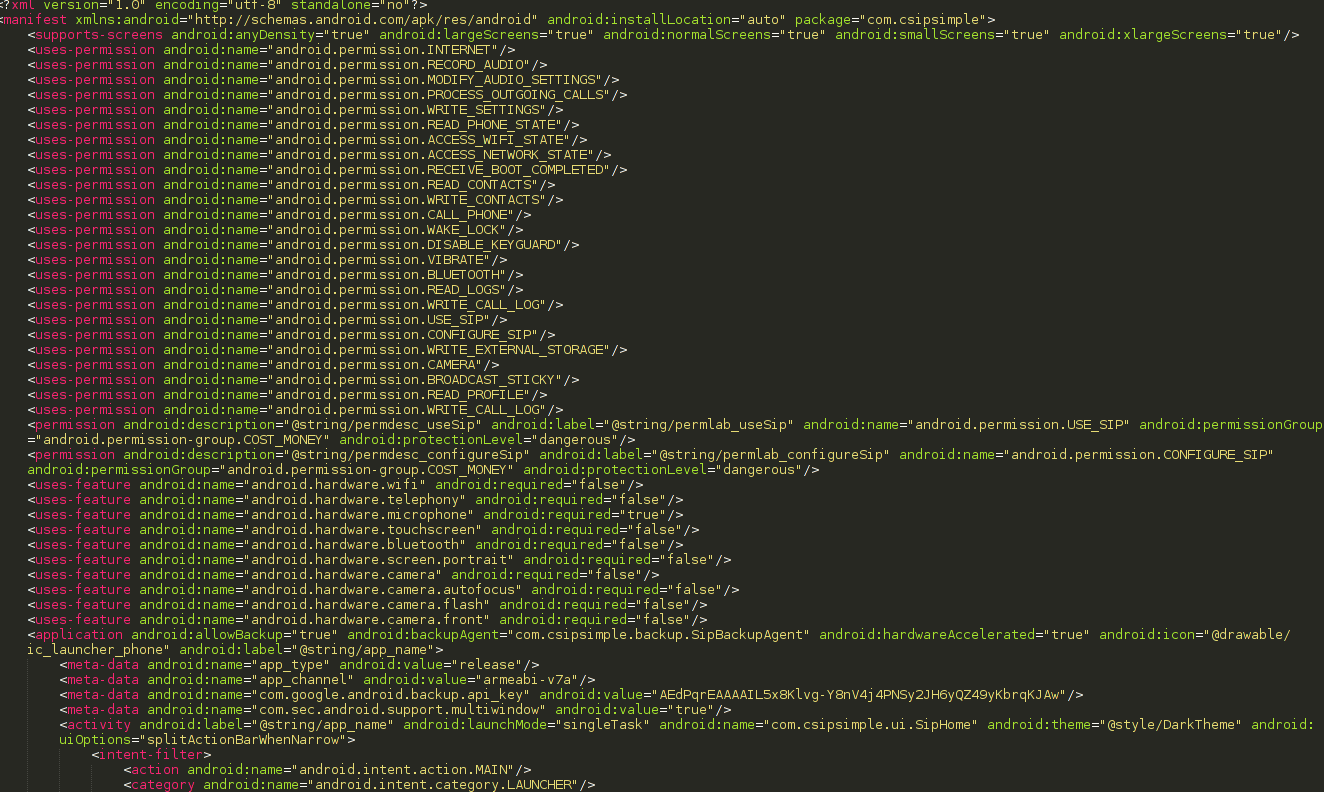 <?xml version="1.0" encoding="utf-8" standalone="no"?>
<manifest xmlns:android="http://schemas.android.com/apk/res/android" android:installLocation="auto" package="com.csipsimple">
<supports-screens android:anyDensity="true" android:largeScreens="true" android:normalScreens="true" android:smallScreens="true" android:xlargeScreens="true"/>
<uses-permission android:name="android.permission.INTERNET"/>
<uses-permission android:name="android.permission.RECORD_AUDIO"/>
<uses-permission android:name="android.permission.MODIFY_AUDIO_SETTINGS"/>
<uses-permission android:name="android.permission.PROCESS_OUTGOING_CALLS"/>
<uses-permission android:name="android.permission.WRITE_SETTINGS"/>
<uses-permission android:name="android.permission.READ_PHONE_STATE"/>
<uses-permission android:name="android.permission.ACCESS_WIFI_STATE"/>
<uses-permission android:name="android.permission.ACCESS_NETWORK_STATE"/>
<uses-permission android:name="android.permission.RECEIVE_BOOT_COMPLETED"/>
<uses-permission android:name="android.permission.READ_CONTACTS"/>
<uses-permission android:name="android.permission.WRITE_CONTACTS"/>
<uses-permission android:name="android.permission.CALL_PHONE"/>
<uses-permission android:name="android.permission.WAKE_LOCK"/>
<uses-permission android:name="android.permission.DISABLE_KEYGUARD"/>
<uses-permission android:name="android.permission.VIBRATE"/>
<uses-permission android:name="android.permission.BLUETOOTH"/>
<uses-permission android:name="android.permission.READ_LOGS"/>
<uses-permission android:name="android.permission.WRITE_CALL_LOG"/>
<uses-permission android:name="android.permission.USE_SIP"/>
<uses-permission android:name="android.permission.CONFIGURE_SIP"/>
<uses-permission android:name="android.permission.WRITE_EXTERNAL_STORAGE"/>
<uses-permission android:name="android.permission.CAMERA"/>
<uses-permission android:name="android.permission.BROADCAST_STICKY"/>
<uses-permission android:name="android.permission.READ_PROFILE"/>
<uses-permission android:name="android.permission.WRITE_CALL_LOG"/>
<permission android:description="@string/permdesc_useSip" android:label="@string/permlab_useSip" android:name="android.permission.USE_SIP" android:permissionGroup
="android.permission-group.COST_MONEY" android:protectionLevel="dangerous"/>
<permission android:description="@string/permdesc_configureSip" android:label="@string/permlab_configureSip" android:name="android.permission.CONFIGURE_SIP"
android:permissionGroup="android.permission-group.COST_MONEY" android:protectionLevel="dangerous"/>
<uses-feature android:name="android.hardware.wifi" android:required="false"/>
<uses-feature android:name="android.hardware.telephony" android:required="false"/>
<uses-feature android:name="android.hardware.microphone" android:required="true"/>
<uses-feature android:name="android.hardware.touchscreen" android:required="false"/>
<uses-feature android:name="android.hardware.bluetooth" android:required="false"/>
<uses-feature android:name="android.hardware.screen.portrait" android:required="false"/>
<uses-feature android:name="android.hardware.camera" android:required="false"/>
<uses-feature android:name="android.hardware.camera.autofocus" android:required="false"/>
<uses-feature android:name="android.hardware.camera.flash" android:required="false"/>
<uses-feature android:name="android.hardware.camera.front" android:required="false"/>
<application android:allowBackup="true" android:backupAgent="com.csipsimple.backup.SipBackupAgent" android:hardwareAccelerated="true" android:icon="@drawable/
ic_launcher_phone" android:label="@string/app_name">
<meta-data android:name="app_type" android:value="release"/>
<meta-data android:name="app_channel" android:value="armeabi-v7a"/>
<meta-data android:name="com.google.android.backup.api_key" android:value="AEdPqrEAAAAIL5x8Klvg-Y8nV4j4PNSy2JH6yQZ49yKbrqKJAw"/>
<meta-data android:name="com.sec.android.support.multiwindow" android:value="true"/>
<activity android:label="@string/app_name" android:launchMode="singleTask" android:name="com.csipsimple.ui.SipHome" android:theme="@style/DarkTheme" android:
uiOptions="splitActionBarWhenNarrow">
<intent-filter>
<action android:name="android.intent.action.MAIN"/>
<category android:name="android.intent.category.LAUNCHER"/>